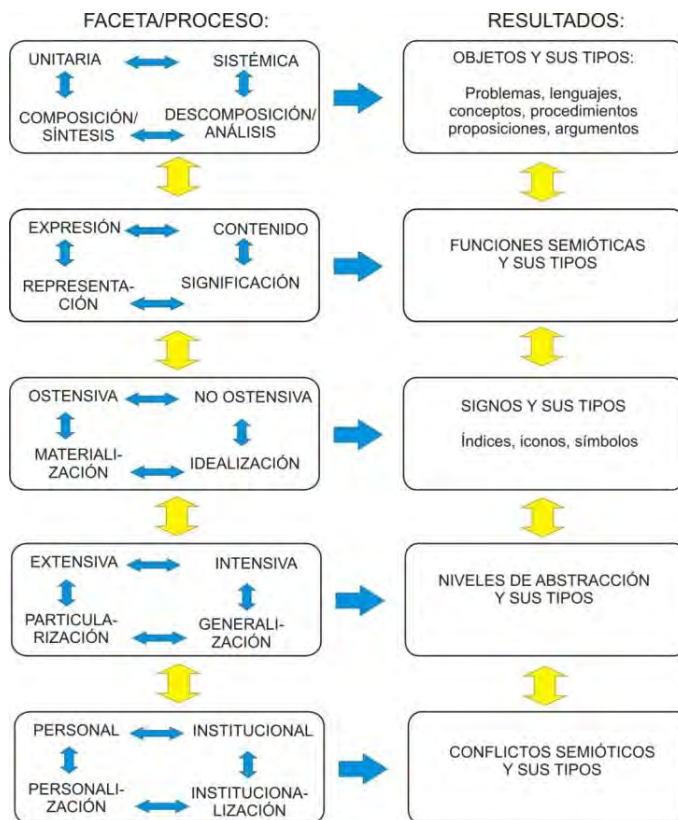 FACETA/PROCESO:
RESULTADOS:
UNITARIA
SISTÉMICA
COMPOSICIÓN/
SÍNTESIS
DESCOMPOSICIÓN/
ANÁLISIS
OBJETOS Y SUS TIPOS:
Problemas, lenguajes,
conceptos, procedimientos
proposiciones, argumentos
EXPRESIÓN
CONTENIDO
REPRESENTA-
CIÓN
SIGNIFICACIÓN
FUNCIONES SEMIÓTICAS
Y SUS TIPOS
OSTENSIVA
NO OSTENSIVA
MATERIALI-
ZACIÓN
IDEALIZACIÓN
SIGNOS Y SUS TIPOS
Índices, iconos, símbolos
EXTENSIVA
INTENSIVA
PARTICULA-
RIZACIÓN
GENERALI-
ZACIÓN
NIVELES DE ABSTRACCIÓN
Y SUS TIPOS
PERSONAL
INSTITUCIONAL
PERSONALI-
ZACIÓN
INSTITUCIONA-
LIZACIÓN
CONFLICTOS SEMIÓTICOS
Y SUS TIPOS